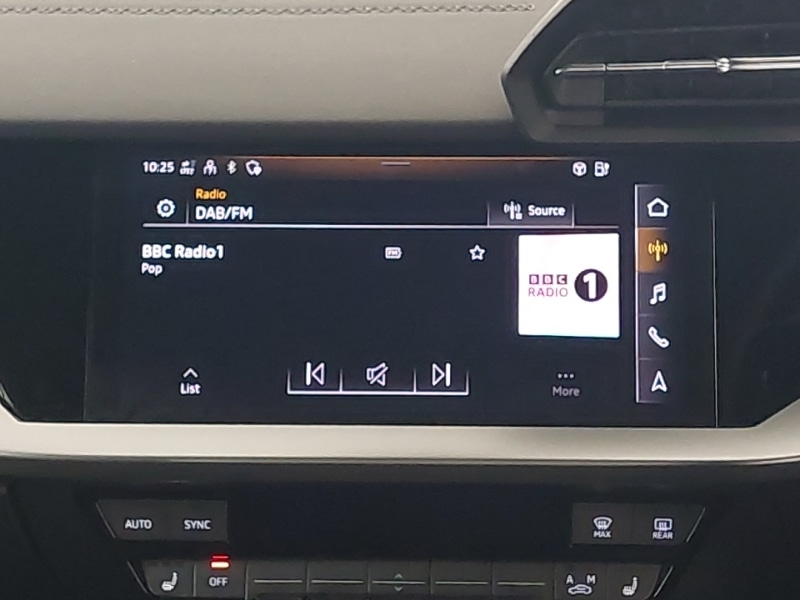 10:25
Radio
DAB/FM
Source
BBC Radio1
FM
Pop
BBC
RADIO 1
List
More
AUTO SYNC
MAX REAR
OFF
A M